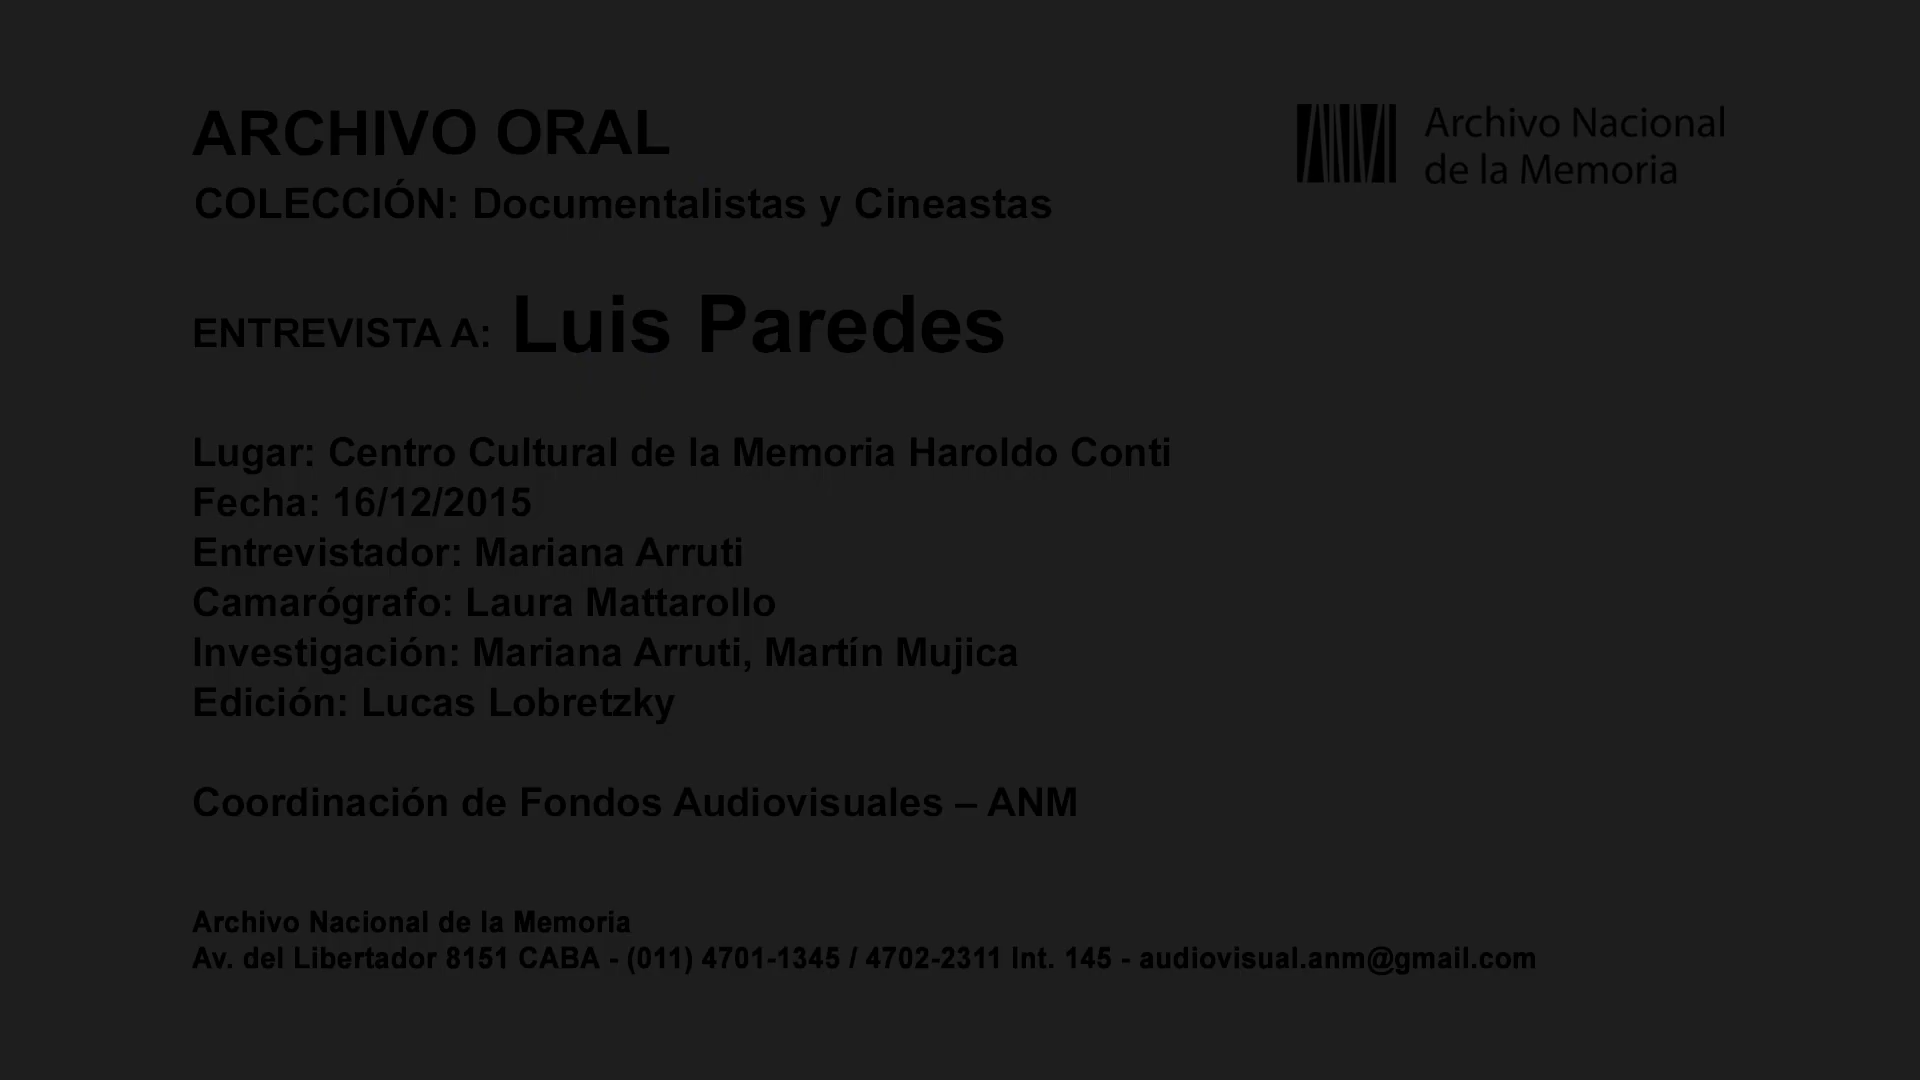 ARCHIVO ORAL
COLECCIÓN: Documentalistas y Cineastas
Archivo Nacional
de la Memoria
ENTREVISTA A: Luis Paredes
Lugar: Centro Cultural de la Memoria Haroldo Conti
Fecha: 16/12/2015
Entrevistador: Mariana Arruti
Camarógrafo: Laura Mattarollo
Investigación: Mariana Arruti, Martín Mujica
Edición: Lucas Lobretzky
Coordinación de Fondos Audiovisuales – ANM
Archivo Nacional de la Memoria
Av. del Libertador 8151 CABA - (011) 4701-1345 / 4702-2311 Int. 145 - audiovisual.anm@gmail.com